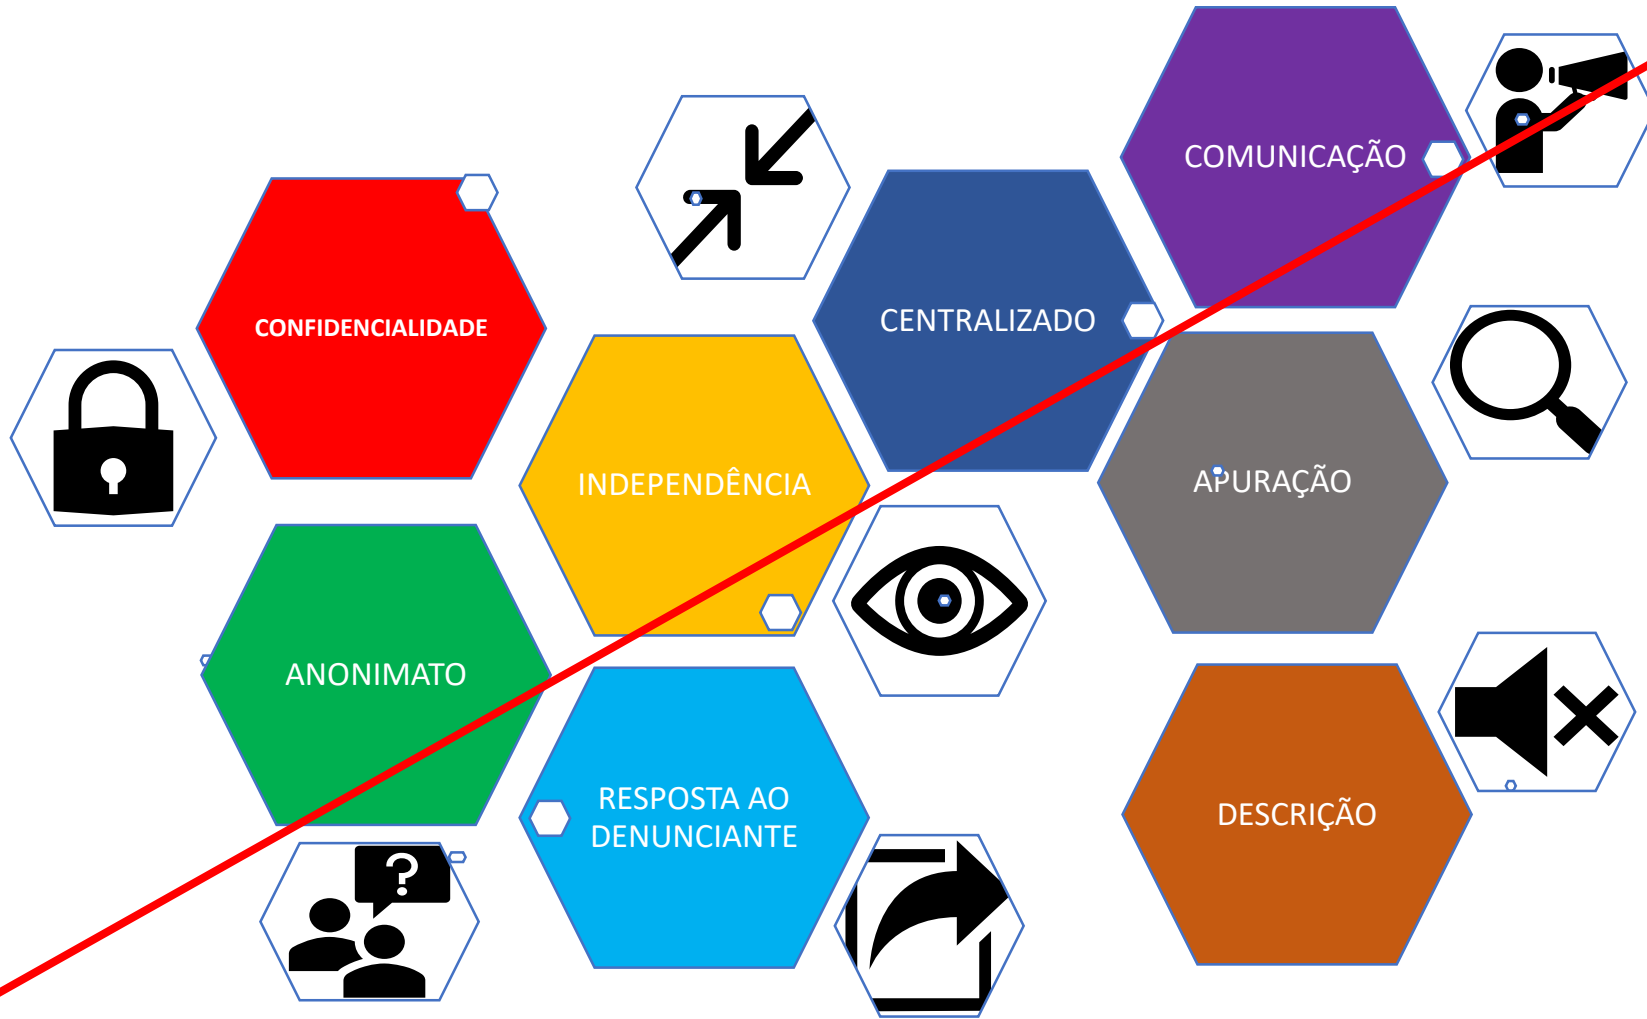 COMUNICAÇÃO
CONFIDENCIALIDADE
CENTRALIZADO
INDEPENDÊNCIA
APURAÇÃO
ANONIMATO
RESPOSTA AO
DENUNCIANTE
DESCRIÇÃO
?